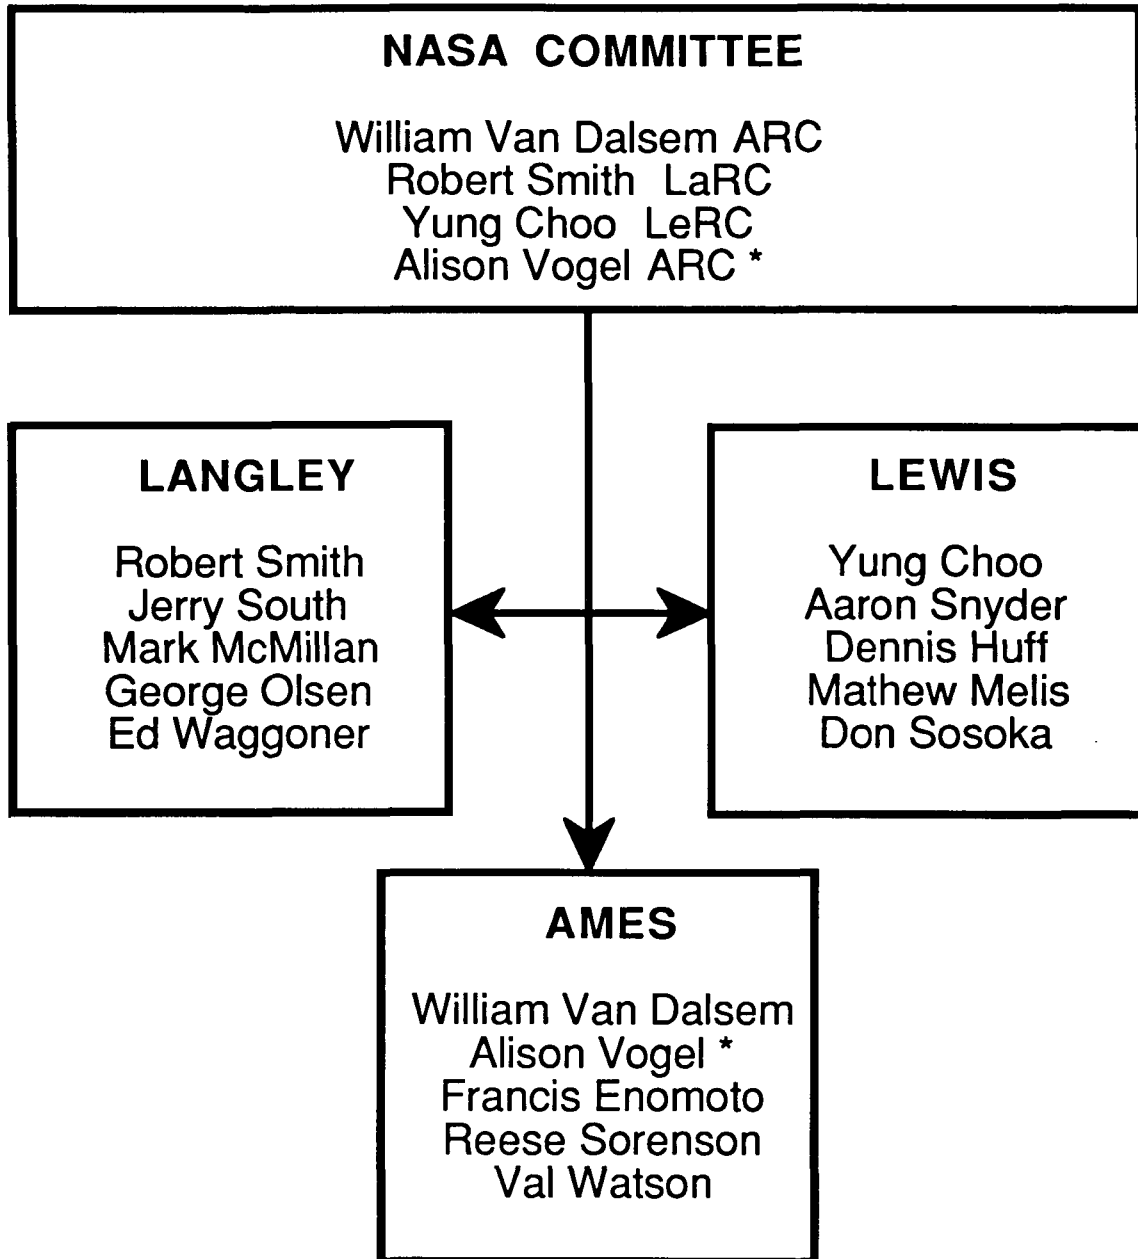 NASA COMMITTEE
William Van Dalsem ARC
Robert Smith LaRC
Yung Choo LeRC
Alison Vogel ARC *
LANGLEY
Robert Smith
Jerry South
Mark McMillan
George Olsen
Ed Waggoner
LEWIS
Yung Choo
Aaron Snyder
Dennis Huff
Mathew Melis
Don Sosoka
AMES
William Van Dalsem
Alison Vogel *
Francis Enomoto
Reese Sorenson
Val Watson